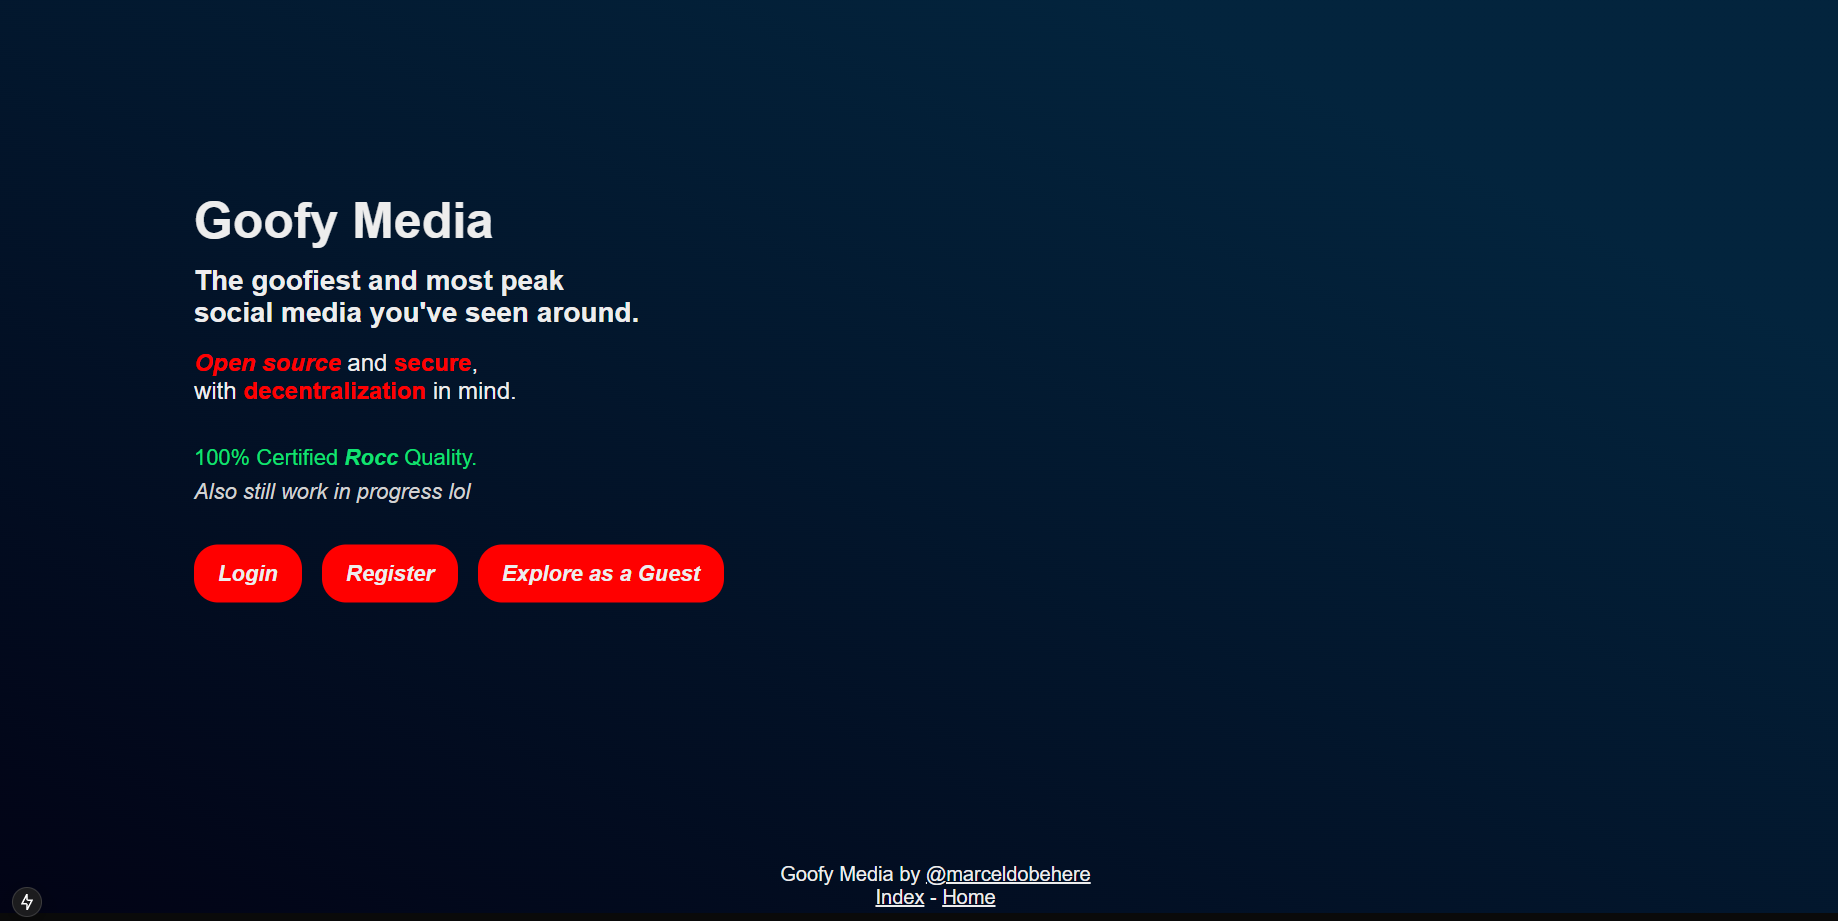 Goofy Media
The goofiest and most peak
social media you've seen around.
Open source and secure,
with decentralization in mind.
100% Certified Rocc Quality.
Also still work in progress lol
Login
Register
Explore as a Guest
Goofy Media by @marceldobehere
Index - Home